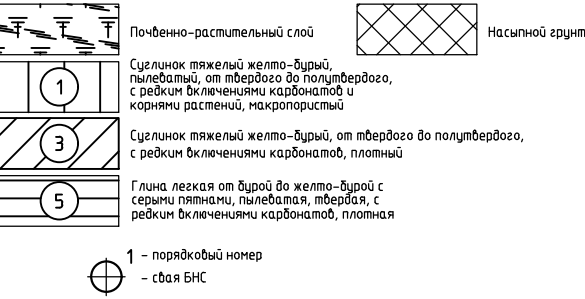 Почвенно-растительный слой
Насыпной грунт
Суглинок тяжелый желто-бурый,
пылеватый, от твердого до полутвердого,
с редким включениями карбонатов и
корнями растений, макропористый
1
Суглинок тяжелый желто-бурый, от твердого до полутвердого,
с редким включениями карбонатов, плотный
3
Глина легкая от бурой до желто-бурой с
серыми пятнами, пылеватая, твердая, с
редким включениями карбонатов, плотная
5
1 - порядковый номер
- свая БНС